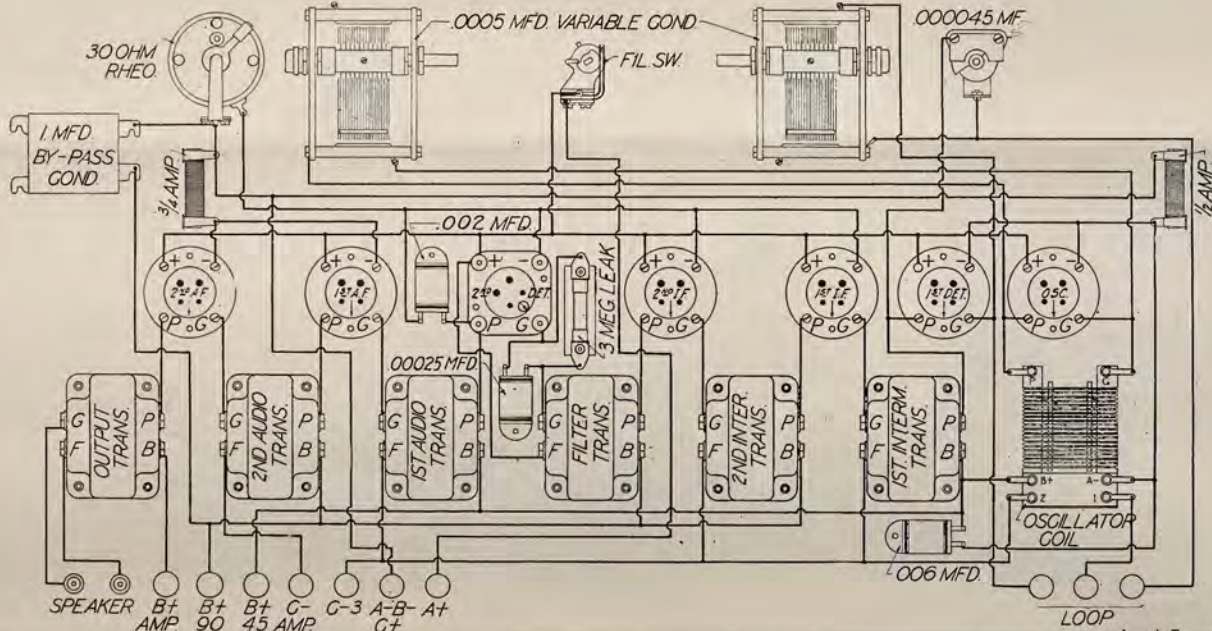 .0005 MFD. VARIABLE COND.
.000045 MF.
30 OHM
RHEO.
FIL. SW.
1. MFD.
BY-PASS
COND.
3/4 AMP.
1/2 AMP.
.002 MFD.
+ -
2ND A.F.
P G
+ -
1ST A.F.
P G
+ -
2ND DET.
P G
3 MEG LEAK
+ -
2ND I.F.
P G
+ -
1ST I.F.
P G
+ -
1ST DET.
P G
+ -
OSC.
P G
.00025 MFD.
G P
F B
OUTPUT
TRANS.
G P
F B
2ND. AUDIO
TRANS.
G P
F B
1ST. AUDIO
TRANS.
G P
F B
FILTER
TRANS.
G P
F B
2ND INTER.
TRANS.
G P
F B
1ST. INTERM.
TRANS.
P G
B+ A-
2 1
OSCILLATOR
COIL
.006 MFD.
SPEAKER
B+
AMP.
B+
90
B+
45
C-
AMP.
C-3
A-B-
C+
A+
LOOP